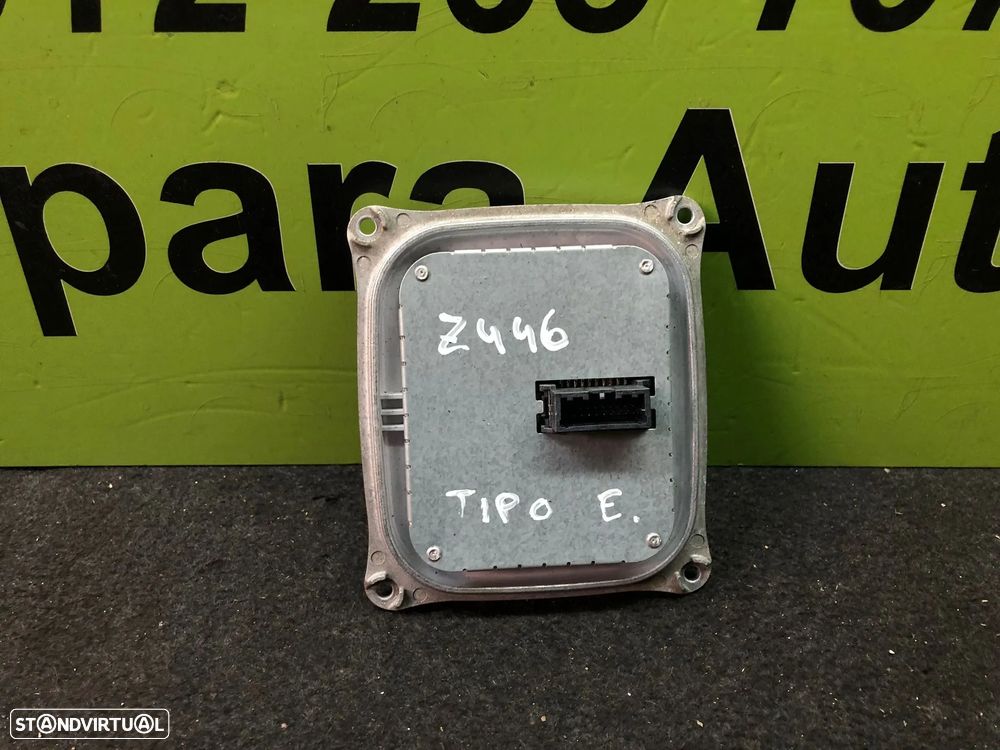 para Aut
Z446
TIPO E.
STANDVIRTUAL